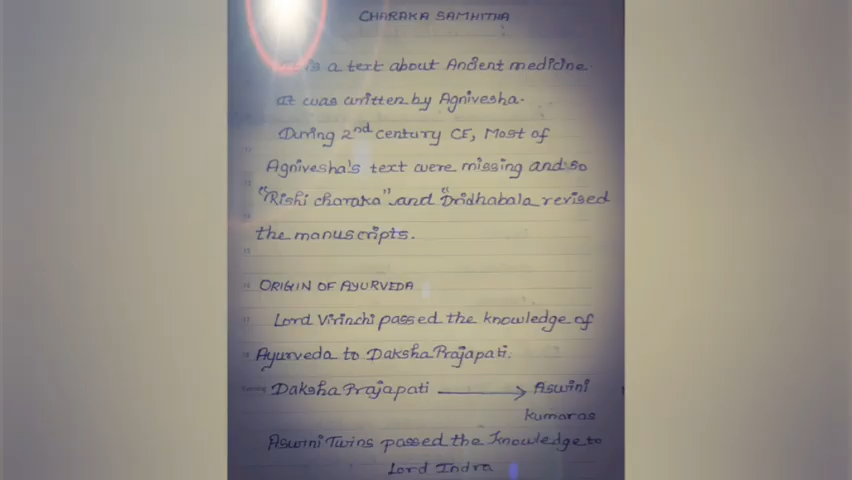 CHARAKA SAMHITHA
It is a text about Ancient medicine.
It was written by Agnivesha.
During 2nd century CE, Most of
Agnivesha's text were missing and so
"Rishi charaka" and "Dridhabala revised
the manuscripts.
ORIGIN OF AYURVEDA
Lord Virinchi passed the knowledge of
Ayurveda to Daksha Prajapati.
Daksha Prajapati → Aswini
kumaras
Aswini Twins passed the Knowledge to
Lord Indra